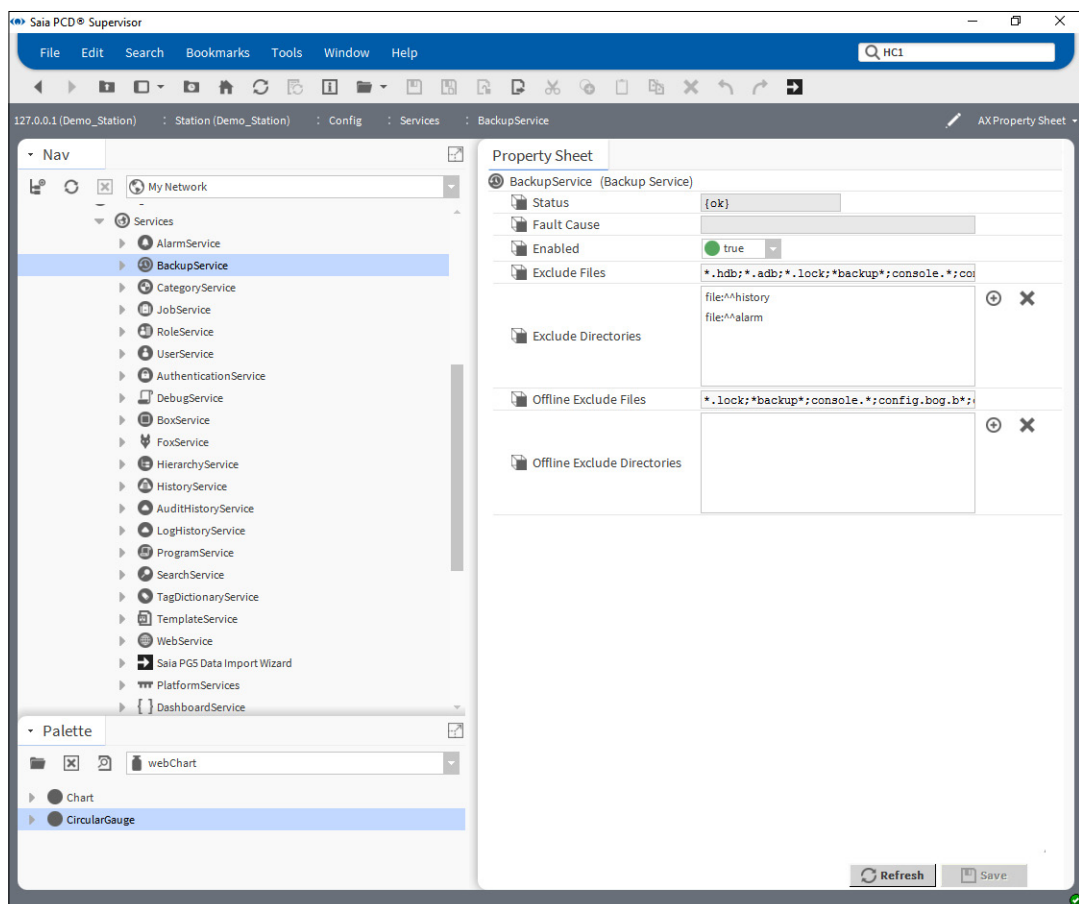 Saia PCD® Supervisor
File Edit Search Bookmarks Tools Window Help
HC1
127.0.0.1 (Demo_Station) : Station (Demo_Station) : Config : Services : BackupService
AX Property Sheet
Nav
My Network
Services
AlarmService
BackupService
CategoryService
JobService
RoleService
UserService
AuthenticationService
DebugService
BoxService
FoxService
HierarchyService
HistoryService
AuditHistoryService
LogHistoryService
ProgramService
SearchService
TagDictionaryService
TemplateService
WebService
Saia PG5 Data Import Wizard
PlatformServices
DashboardService
Palette
webChart
Chart
CircularGauge
Property Sheet
BackupService (Backup Service)
Status {ok}
Fault Cause
Enabled true
Exclude Files *.hdb;*.adb;*.lock;*backup*;console.*;co
file:^^history
file:^^alarm
Exclude Directories
Offline Exclude Files *.lock;*backup*;console.*;config.bog.b*;
Offline Exclude Directories
Refresh Save